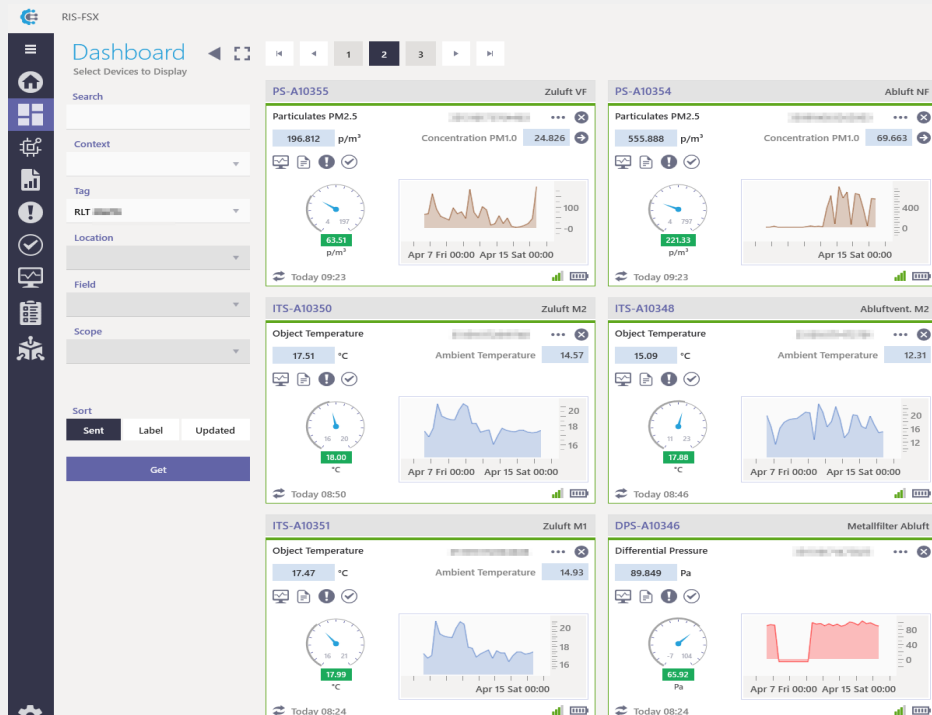 RIS-FSX
Dashboard
Select Devices to Display
Search
Context
Tag
RLT
Location
Field
Scope
Sort
Sent Label Updated
Get
1 2 3
PS-A10355 Zuluft VF
Particulates PM2.5
196.812 p/m³ Concentration PM1.0 24.826
4 797
63.51
p/m³
100
-0
Apr 7 Fri 00:00 Apr 15 Sat 00:00
Today 09:23
PS-A10354 Abluft NF
Particulates PM2.5
555.888 p/m³ Concentration PM1.0 69.663
4 797
221.33
p/m³
400
0
Apr 15 Sat 00:00
Today 09:23
ITS-A10350 Zuluft M2
Object Temperature
17.51 °C Ambient Temperature 14.57
16 20
18.00
°C
20
18
16
Apr 7 Fri 00:00 Apr 15 Sat 00:00
Today 08:50
ITS-A10348 Abluftvent. M2
Object Temperature
15.09 °C Ambient Temperature 12.31
11 23
17.88
°C
20
16
12
Apr 7 Fri 00:00 Apr 15 Sat 00:00
Today 08:46
ITS-A10351 Zuluft M1
Object Temperature
17.47 °C Ambient Temperature 14.93
16 21
17.99
°C
20
18
16
Apr 15 Sat 00:00
Today 08:24
DPS-A10346 Metallfilter Abluft
Differential Pressure
89.849 Pa
-7 104
65.92
Pa
80
40
0
Apr 7 Fri 00:00 Apr 15 Sat 00:00
Today 08:24